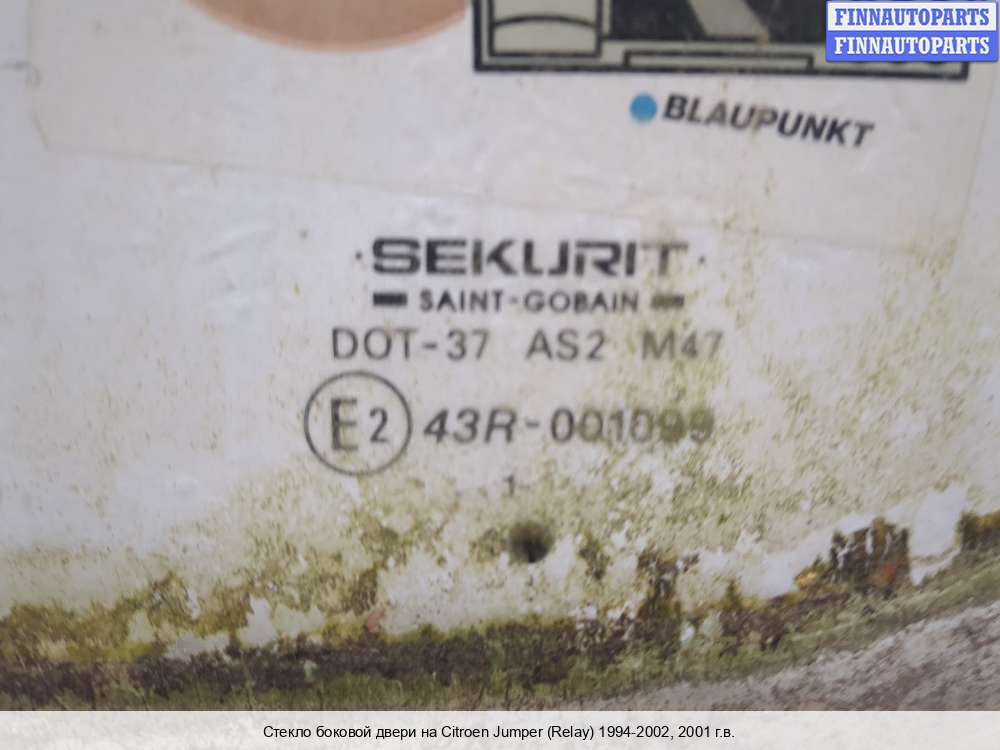 FINNAUTOPARTS
FINNAUTOPARTS
BLAUPUNKT
·SEKURIT·
SAINT-GOBAIN
DOT-37 AS2 M47
E2 43R-001099
1
Стекло боковой двери на Citroen Jumper (Relay) 1994-2002, 2001 г.в.